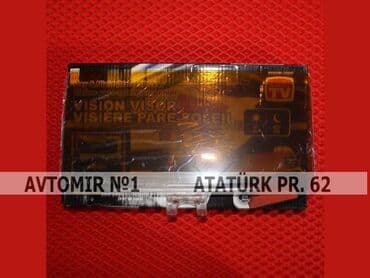 VISION VISOR
VISIERE PARE SOLEIL
TV
AVTOMIR №1 ATATÜRK PR. 62